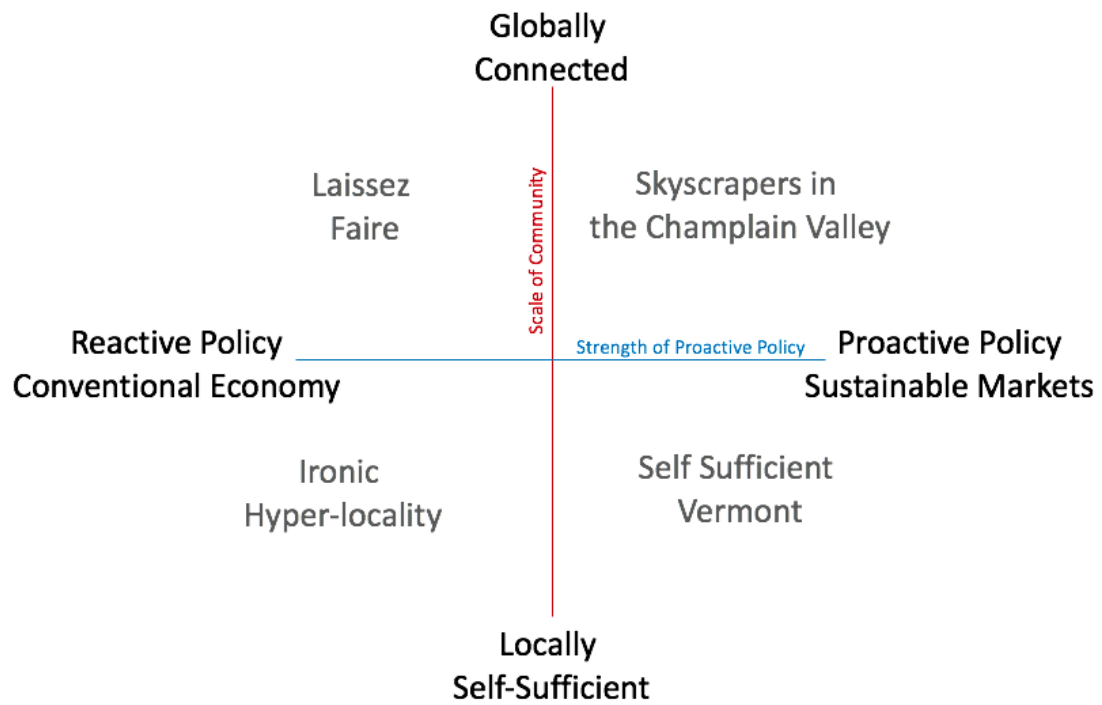 Globally
Connected
Laissez
Faire
Scale of Community
Skyscrapers in
the Champlain Valley
Reactive Policy
Conventional Economy
Strength of Proactive Policy
Proactive Policy
Sustainable Markets
Ironic
Hyper-locality
Self Sufficient
Vermont
Locally
Self-Sufficient